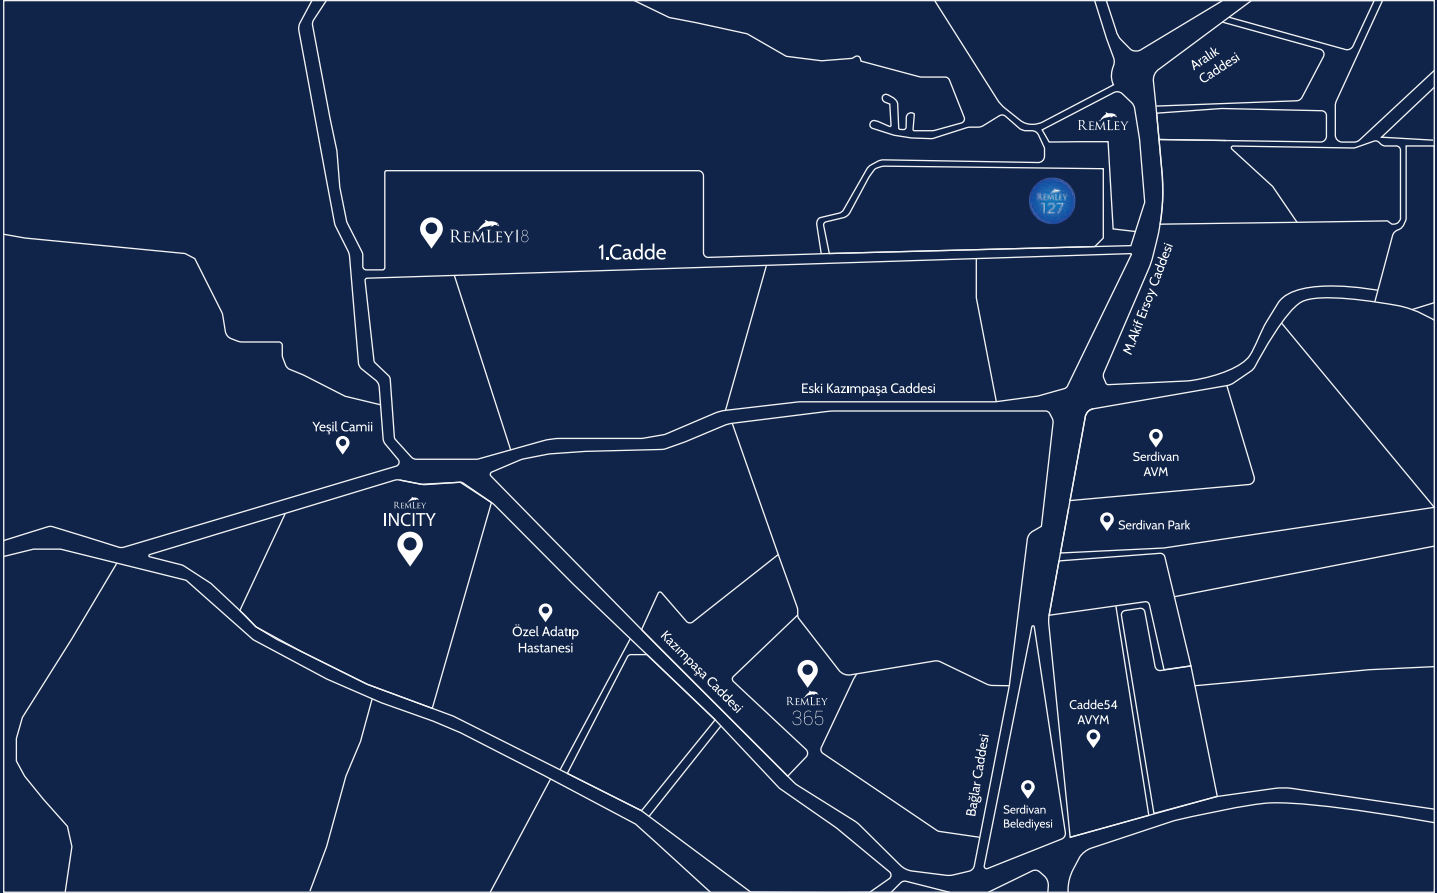 Aralık
Caddesi
REMLEY
REMLEY
127
REMLEY18
1.Cadde
M.Akif Ersoy Caddesi
Eski Kazımpaşa Caddesi
Yeşil Camii
Serdivan
AVM
REMLEY
INCITY
Serdivan Park
Özel Adatıp
Hastanesi
Kazımpaşa Caddesi
REMLEY
365
Cadde54
AVYM
Bağlar Caddesi
Serdivan
Belediyesi